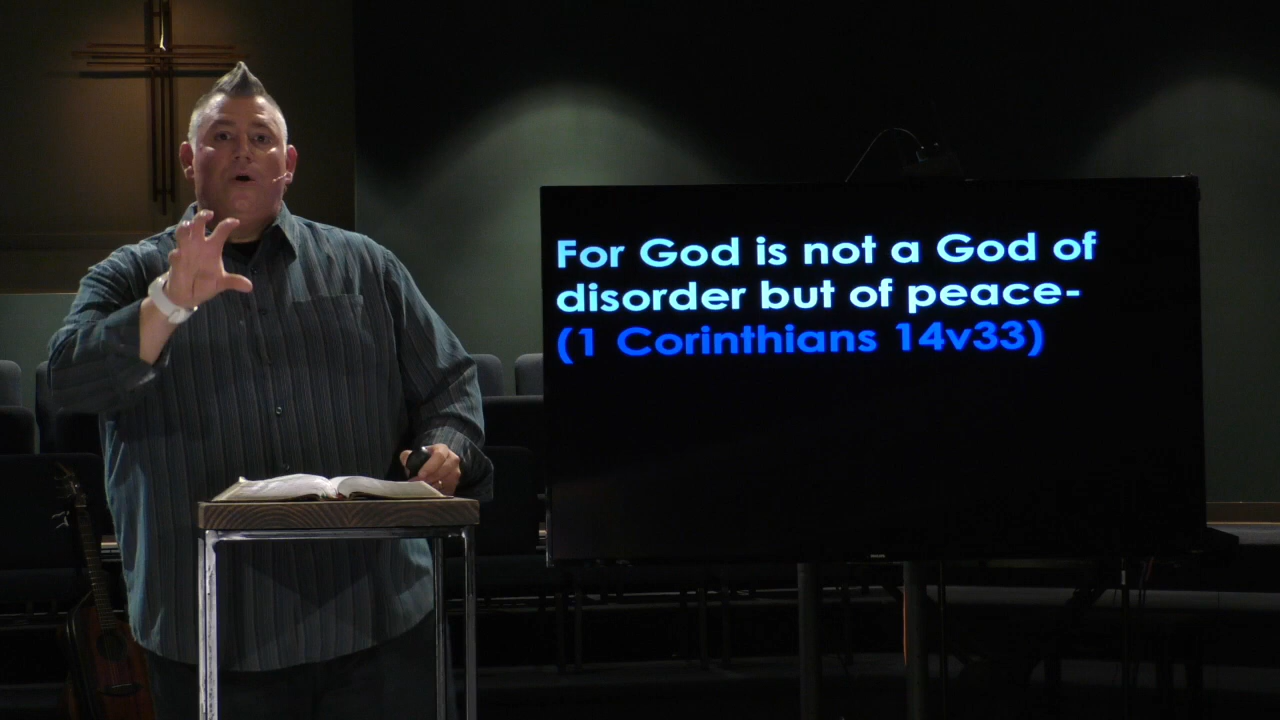 For God is not a God of
disorder but of peace-
(1 Corinthians 14v33)